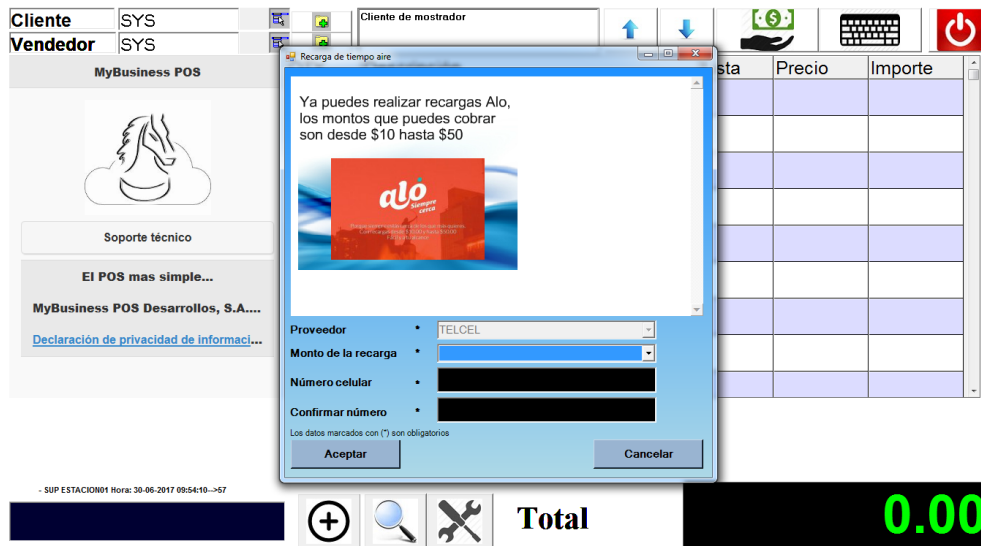 Cliente
SYS
Cliente de mostrador
Vendedor
SYS
Recarga de tiempo aire
MyBusiness POS
sta
Precio
Importe
Ya puedes realizar recargas Alo,
los montos que puedes cobrar
son desde $10 hasta $50
aló
Siempre
cerca
Soporte técnico
El POS mas simple...
MyBusiness POS Desarrollos, S.A....
Declaración de privacidad de informaci...
Proveedor * TELCEL
Monto de la recarga *
Número celular *
Confirmar número *
Los datos marcados con (*) son obligatorios
Aceptar
Cancelar
- SUP ESTACION01 Hora: 30-06-2017 09:54:10-->57
Total
0.00